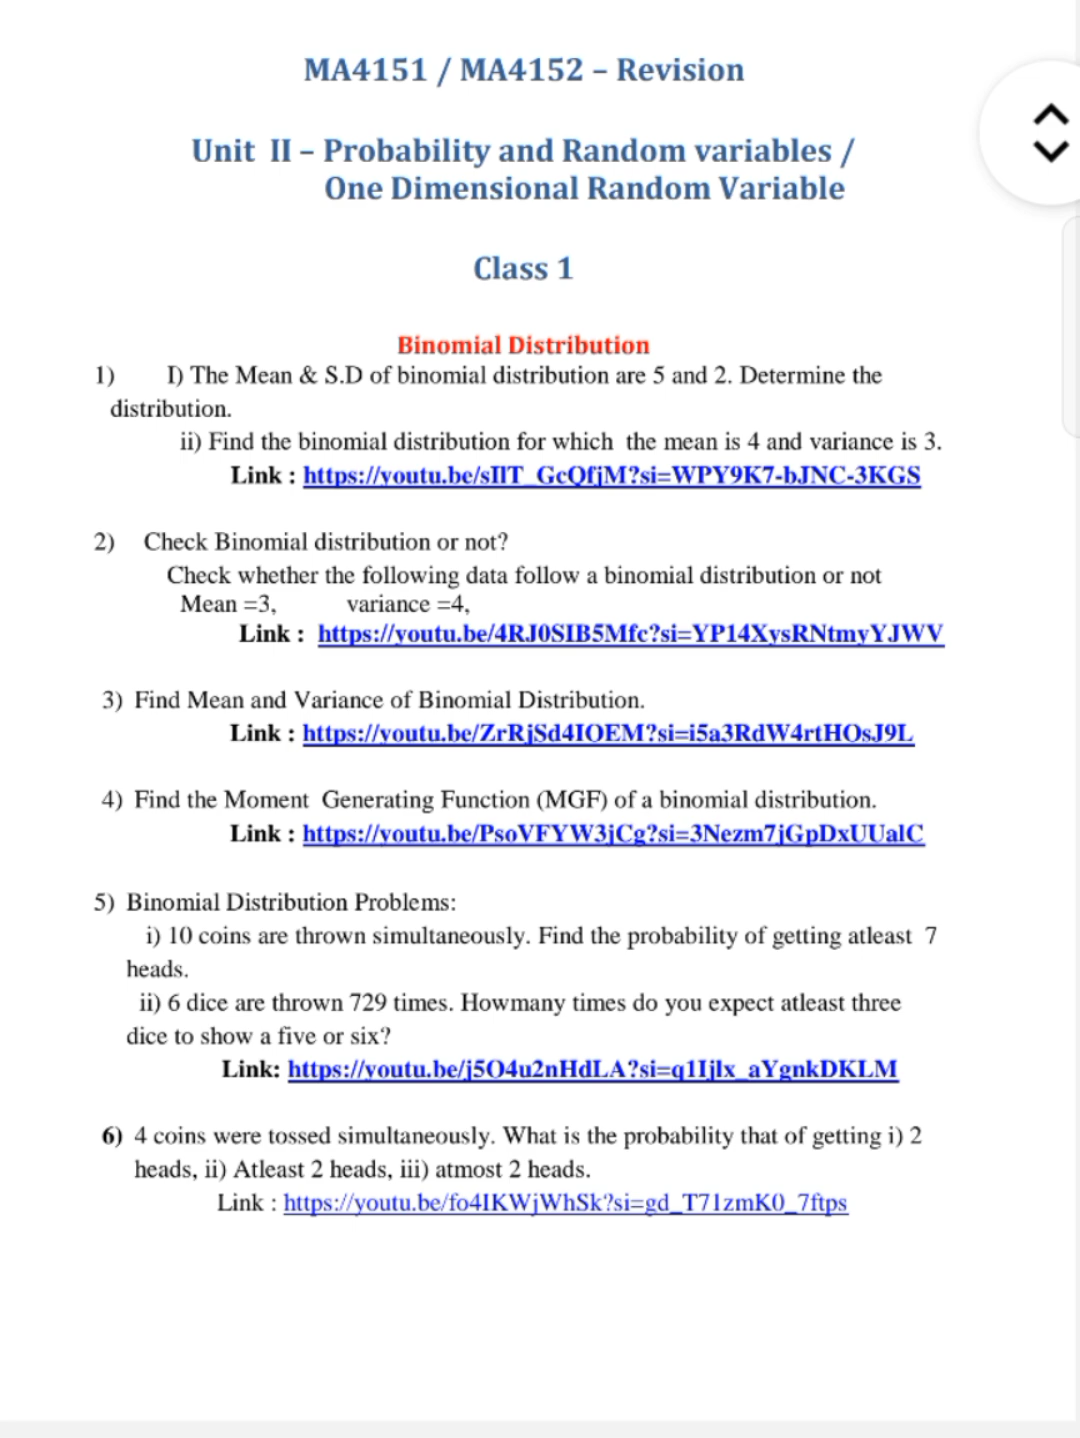 MA4151 / MA4152 – Revision
Unit II – Probability and Random variables /
One Dimensional Random Variable
Class 1
Binomial Distribution
1) I) The Mean & S.D of binomial distribution are 5 and 2. Determine the
distribution.
ii) Find the binomial distribution for which the mean is 4 and variance is 3.
Link : https://youtu.be/sIlT_GcQfjM?si=WPY9K7-bJNC-3KGS
2) Check Binomial distribution or not?
Check whether the following data follow a binomial distribution or not
Mean =3, variance =4,
Link : https://youtu.be/4RJ0SIB5Mfc?si=YP14XysRNtmyYJWV
3) Find Mean and Variance of Binomial Distribution.
Link : https://youtu.be/ZrRjSd4IOEM?si=i5a3RdW4rtHOsJ9L
4) Find the Moment Generating Function (MGF) of a binomial distribution.
Link : https://youtu.be/PsoVFYW3jCg?si=3Nezm7jGpDxUUalC
5) Binomial Distribution Problems:
i) 10 coins are thrown simultaneously. Find the probability of getting atleast 7
heads.
ii) 6 dice are thrown 729 times. Howmany times do you expect atleast three
dice to show a five or six?
Link: https://youtu.be/j5O4u2nHdLA?si=q1Ijlx_aYgnkDKLM
6) 4 coins were tossed simultaneously. What is the probability that of getting i) 2
heads, ii) Atleast 2 heads, iii) atmost 2 heads.
Link : https://youtu.be/fo4IKWjWhSk?si=gd_T71zmK0_7ftps